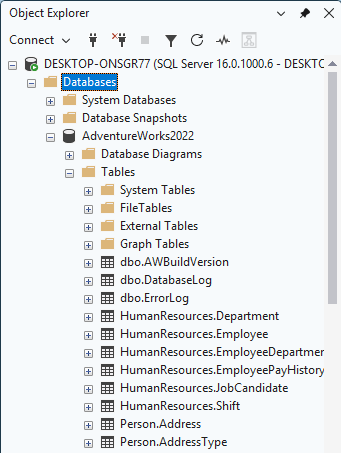 Object Explorer
Connect
DESKTOP-ONSGR77 (SQL Server 16.0.1000.6 - DESKTO
Databases
System Databases
Database Snapshots
AdventureWorks2022
Database Diagrams
Tables
System Tables
FileTables
External Tables
Graph Tables
dbo.AWBuildVersion
dbo.DatabaseLog
dbo.ErrorLog
HumanResources.Department
HumanResources.Employee
HumanResources.EmployeeDepartmen
HumanResources.EmployeePayHistory
HumanResources.JobCandidate
HumanResources.Shift
Person.Address
Person.AddressType